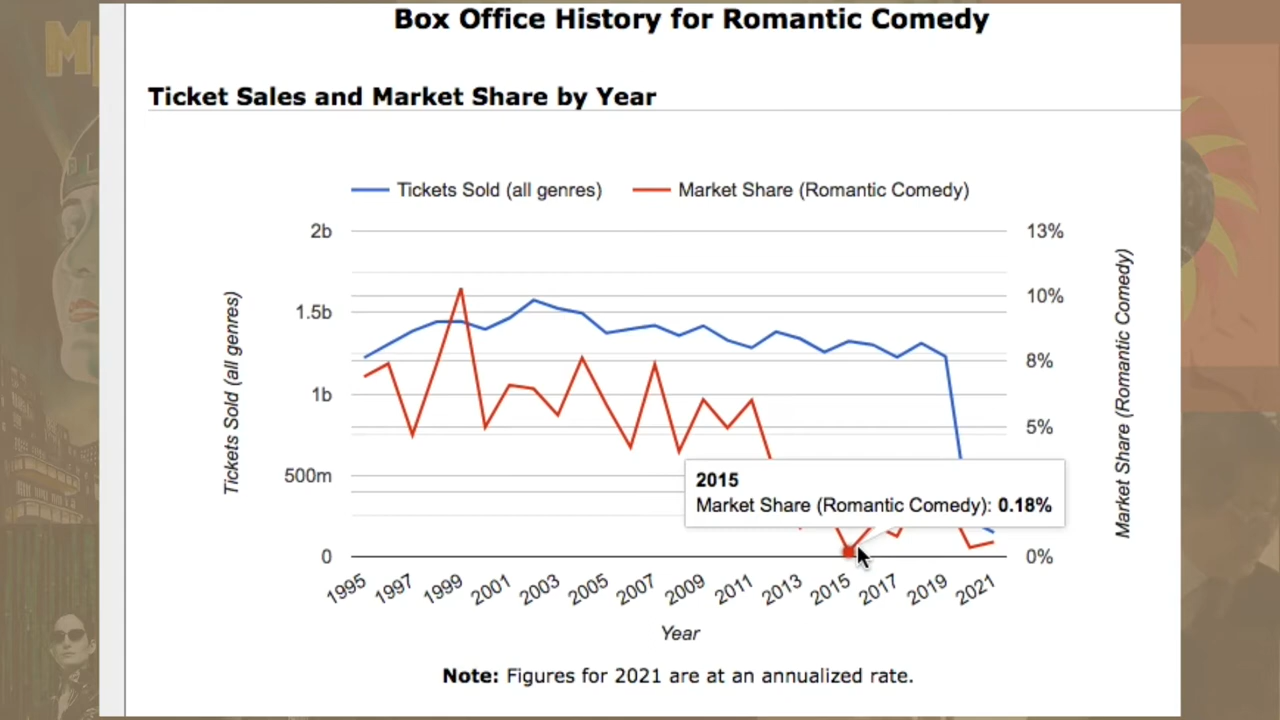 Box Office History for Romantic Comedy
Ticket Sales and Market Share by Year
Tickets Sold (all genres) Market Share (Romantic Comedy)
2b 13%
10%
1.5b
8%
1b
5%
500m
0 0%
Tickets Sold (all genres)
Market Share (Romantic Comedy)
2015
Market Share (Romantic Comedy): 0.18%
1995 1997 1999 2001 2003 2005 2007 2009 2011 2013 2015 2017 2019 2021
Year
Note: Figures for 2021 are at an annualized rate.